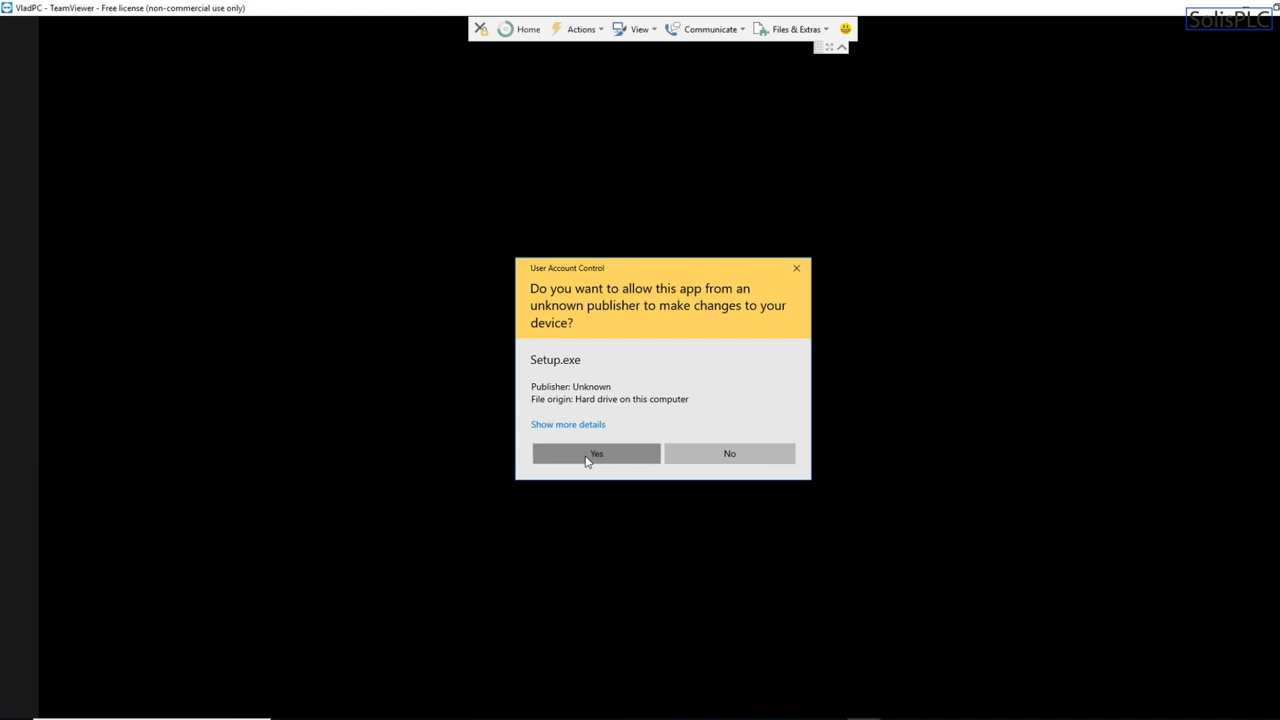 VladPC - TeamViewer - Free license (non-commercial use only)
SolisPLC
Home Actions View Communicate Files & Extras
User Account Control
Do you want to allow this app from an
unknown publisher to make changes to your
device?
Setup.exe
Publisher: Unknown
File origin: Hard drive on this computer
Show more details
Yes No